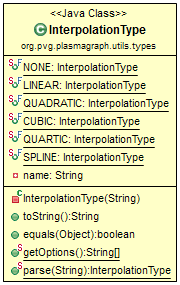 <<Java Class>>
InterpolationType
org.pvg.plasmagraph.utils.types
NONE: InterpolationType
LINEAR: InterpolationType
QUADRATIC: InterpolationType
CUBIC: InterpolationType
QUARTIC: InterpolationType
SPLINE: InterpolationType
name: String
InterpolationType(String)
toString():String
equals(Object):boolean
getOptions():String[]
parse(String):InterpolationType